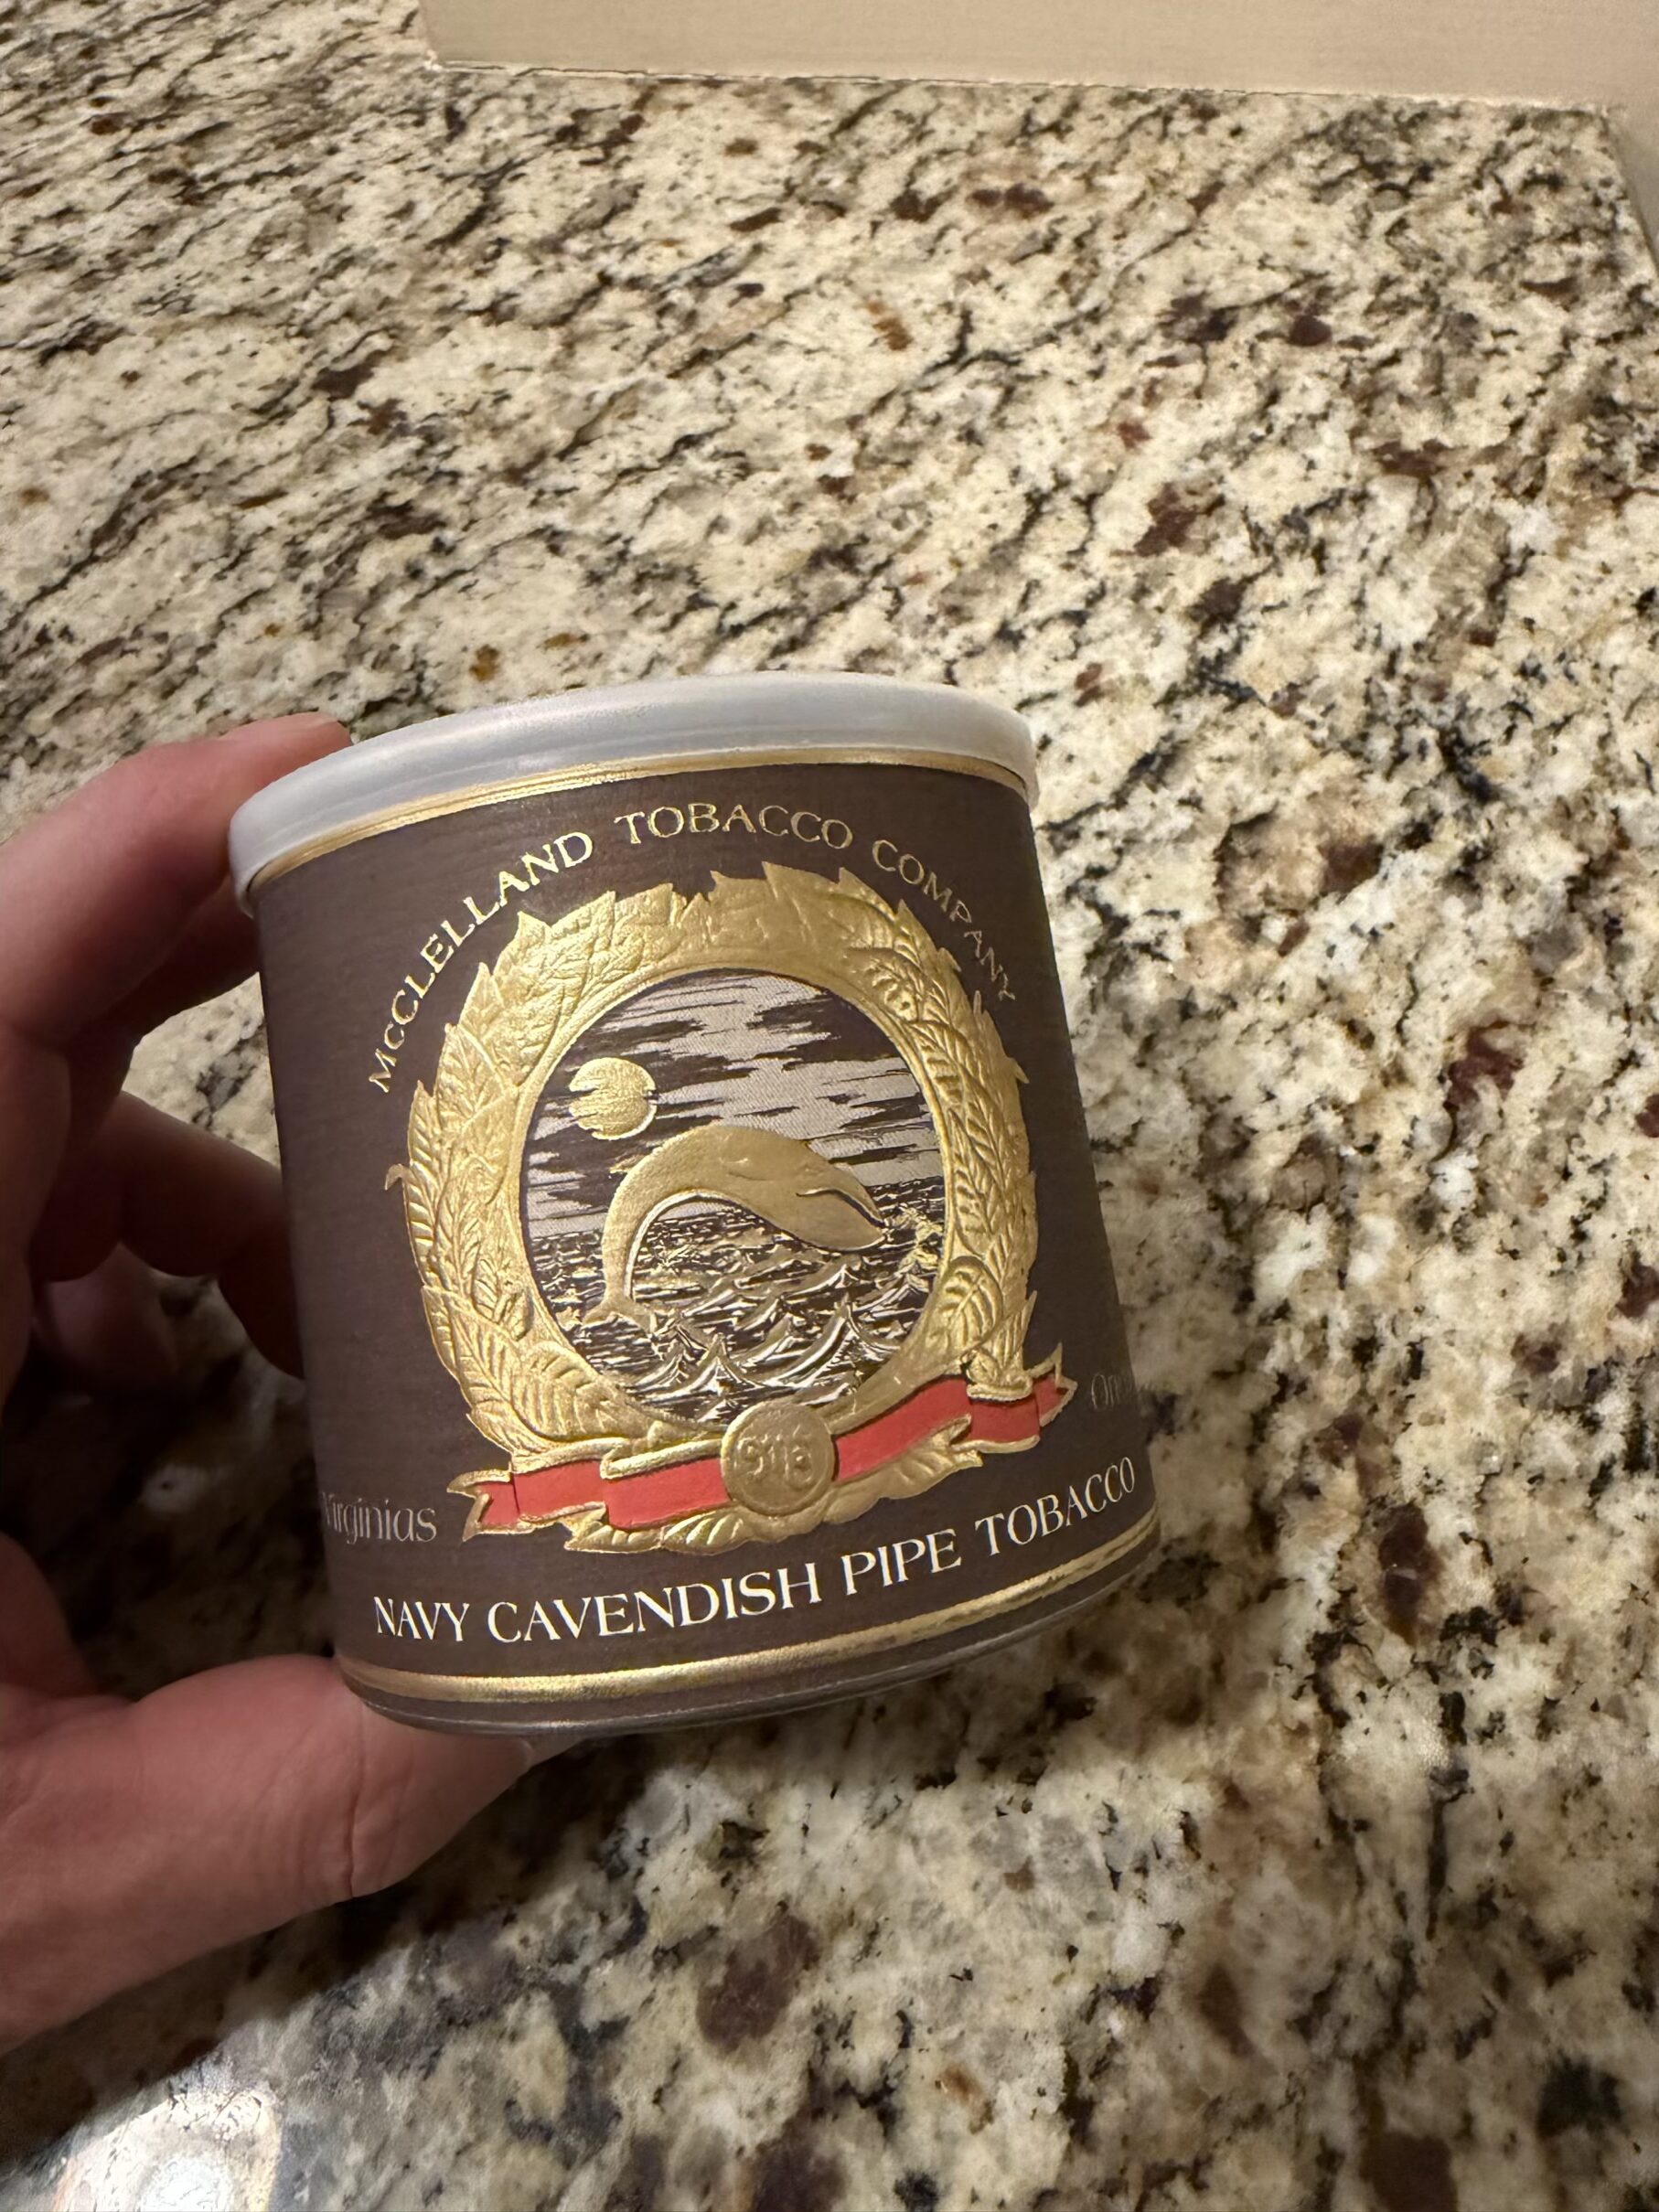 McCLELLAND TOBACCO COMPANY
Virginias
NAVY CAVENDISH PIPE TOBACCO